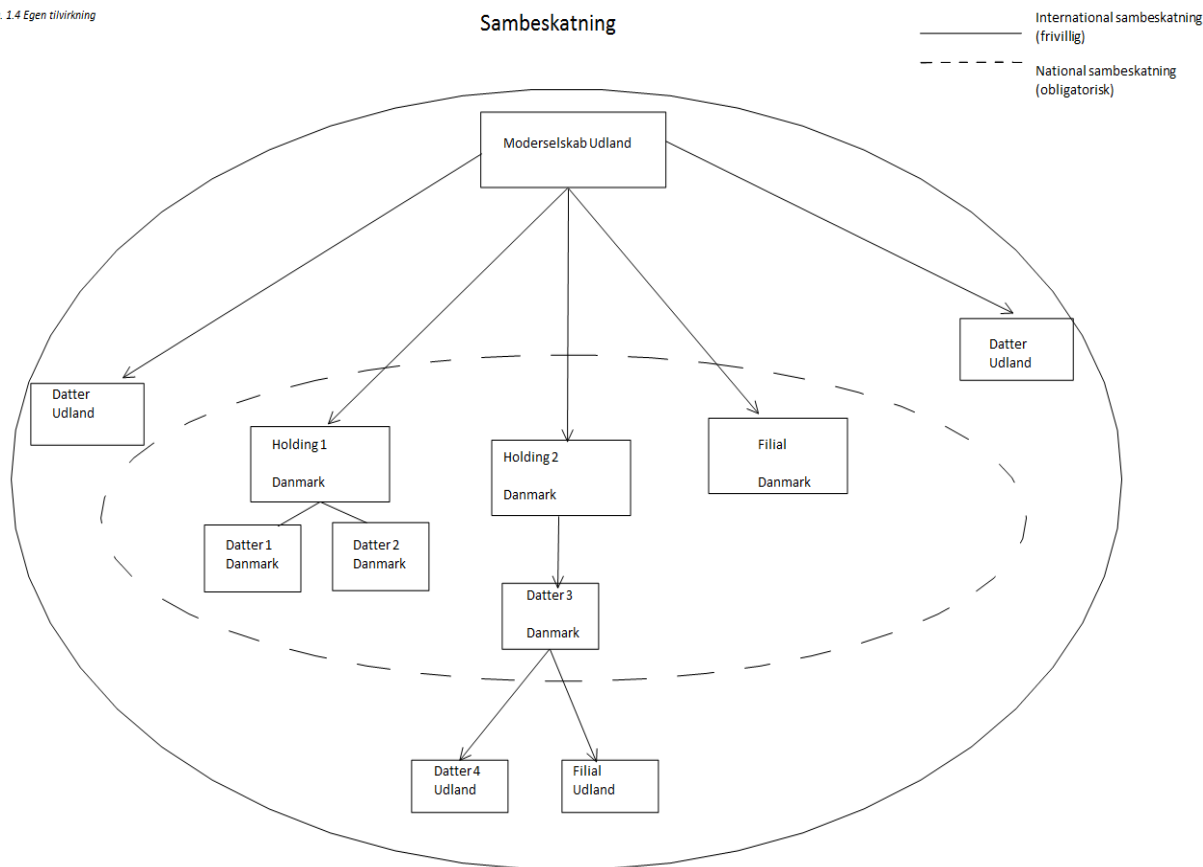 . 1.4 Egen tilvirkning
Sambeskatning
International sambeskatning
(frivillig)
National sambeskatning
(obligatorisk)
Moderselskab Udland
Datter
Udland
Datter
Udland
Holding 1
Danmark
Holding 2
Danmark
Filial
Danmark
Datter 1
Danmark
Datter 2
Danmark
Datter 3
Danmark
Datter 4
Udland
Filial
Udland